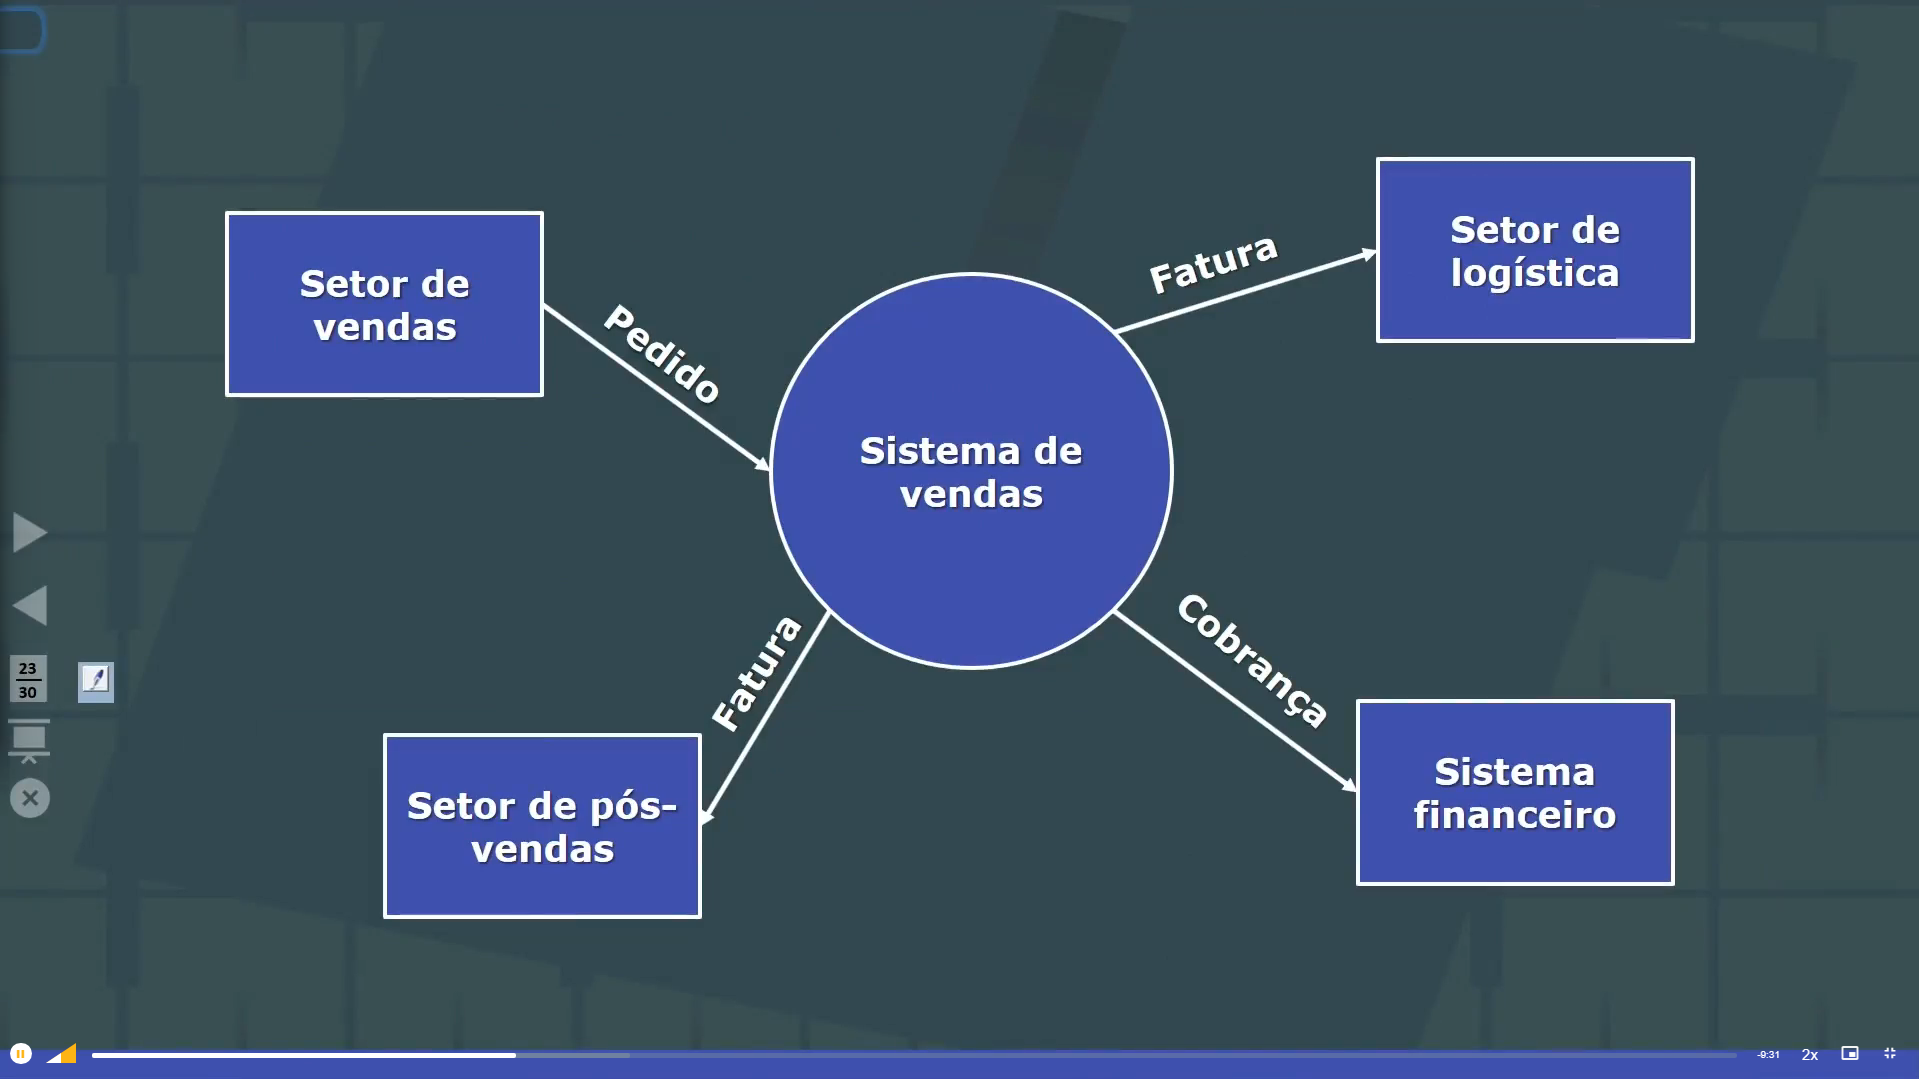 Setor de
vendas
Pedido
Sistema de
vendas
Fatura
Setor de
logística
Fatura
Setor de pós-
vendas
Cobrança
Sistema
financeiro
23
30
-9:31
2x